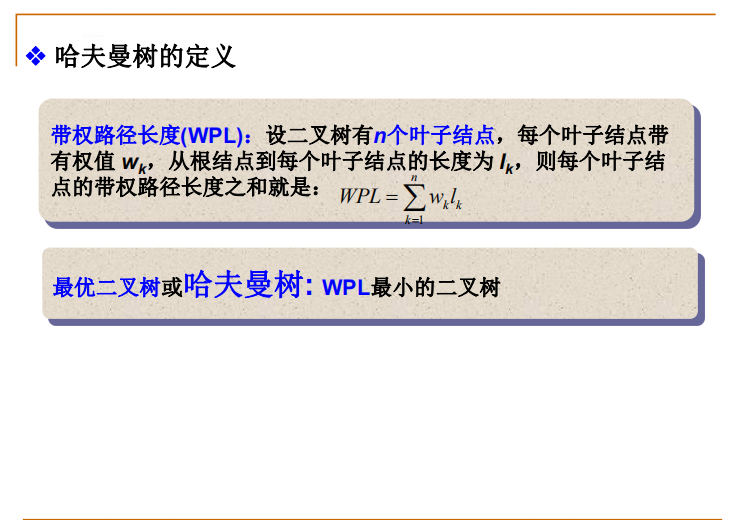 ❖ 哈夫曼树的定义
带权路径长度(WPL)：设二叉树有n个叶子结点，每个叶子结点带
有权值 wk，从根结点到每个叶子结点的长度为 lk，则每个叶子结
点的带权路径长度之和就是： WPL = ∑_{k=1}^{n} w_k l_k
最优二叉树或哈夫曼树: WPL最小的二叉树